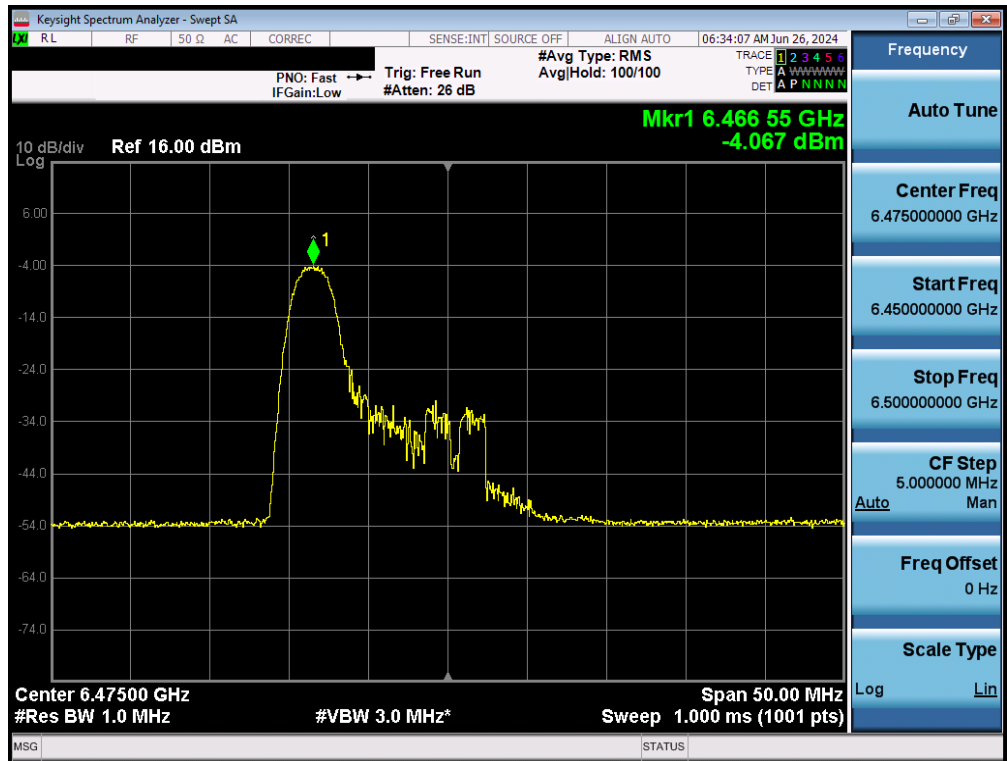 Keysight Spectrum Analyzer - Swept SA
LXI RL RF 50 Ω AC CORREC SENSE:INT SOURCE OFF ALIGN AUTO 06:34:07 AM Jun 26, 2024
PNO: Fast
IFGain:Low
Trig: Free Run
#Atten: 26 dB
#Avg Type: RMS
Avg|Hold: 100/100
TRACE 1 2 3 4 5 6
TYPE A WWWWW
DET A P N N N N
Mkr1 6.466 55 GHz
-4.067 dBm
10 dB/div Ref 16.00 dBm
Log
1
6.00
-4.00
-14.0
-24.0
-34.0
-44.0
-54.0
-64.0
-74.0
Center 6.47500 GHz
Span 50.00 MHz
#Res BW 1.0 MHz
#VBW 3.0 MHz*
Sweep 1.000 ms (1001 pts)
MSG
STATUS
Frequency
Auto Tune
Center Freq
6.475000000 GHz
Start Freq
6.450000000 GHz
Stop Freq
6.500000000 GHz
CF Step
5.000000 MHz
Auto Man
Freq Offset
0 Hz
Scale Type
Log Lin